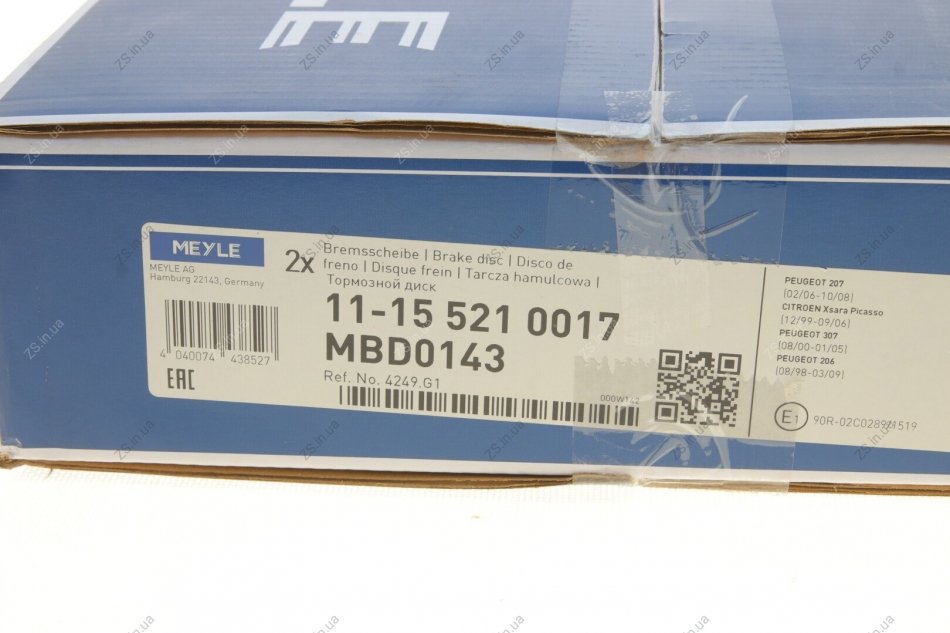 MEYLE
MEYLE AG
Hamburg 22143, Germany
4 040074 438527
EAC
2x
Bremsscheibe | Brake disc | Disco de
freno | Disque frein | Tarcza hamulcowa |
Тормозной диск
11-15 521 0017
MBD0143
Ref. No. 4249.G1
000W142
PEUGEOT 207
(02/06-10/08)
CITROËN Xsara Picasso
(12/99-09/06)
PEUGEOT 307
(08/00-01/05)
PEUGEOT 206
(08/98-03/09)
E1
ZS.in.ua